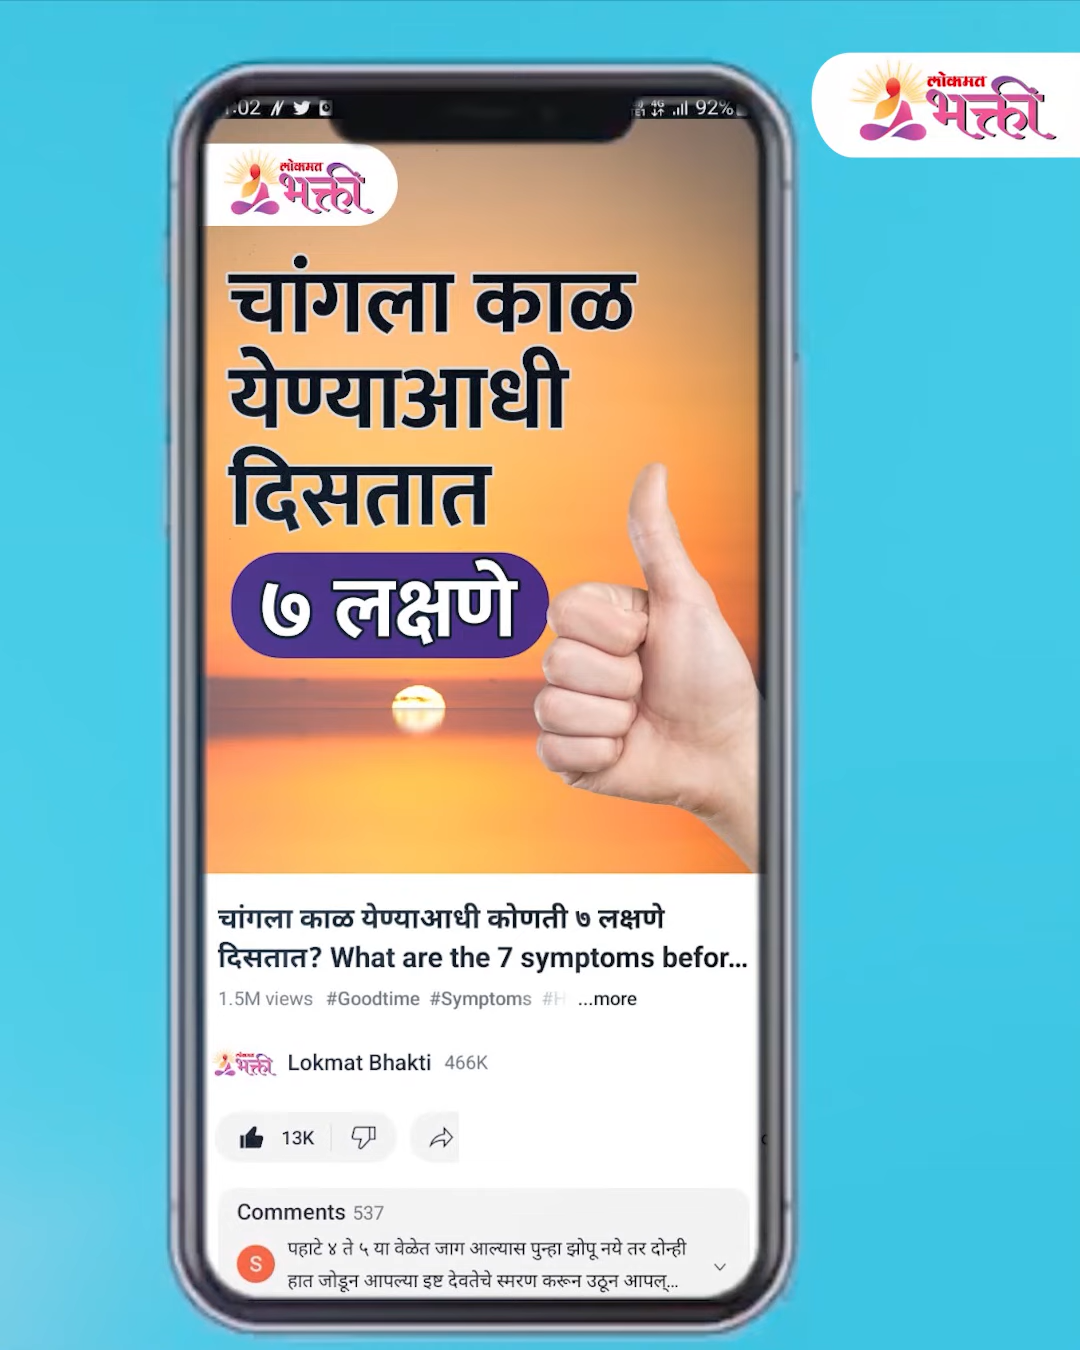 लोकमत
भक्ती
92%
लोकमत
भक्ती
चांगला काळ
येण्याआधी
दिसतात
७ लक्षणे
चांगला काळ येण्याआधी कोणती ७ लक्षणे
दिसतात? What are the 7 symptoms befor...
1.5M views #Goodtime #Symptoms #H ...more
लोकमत
भक्ती
Lokmat Bhakti 466K
13K
Comments 537
S
पहाटे ४ ते ५ या वेळेत जाग आल्यास पुन्हा झोपू नये तर दोन्ही
हात जोडून आपल्या इष्ट देवतेचे स्मरण करून उठून आपल्...